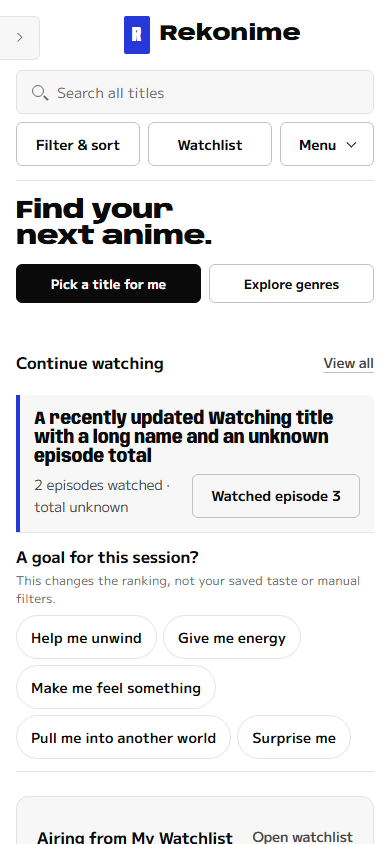 R Rekonime
Search all titles
Filter & sort Watchlist Menu
Find your
next anime.
Pick a title for me Explore genres
Continue watching View all
A recently updated Watching title
with a long name and an unknown
episode total
2 episodes watched ·
total unknown
Watched episode 3
A goal for this session?
This changes the ranking, not your saved taste or manual
filters.
Help me unwind Give me energy
Make me feel something
Pull me into another world Surprise me
Airing from My Watchlist Open watchlist